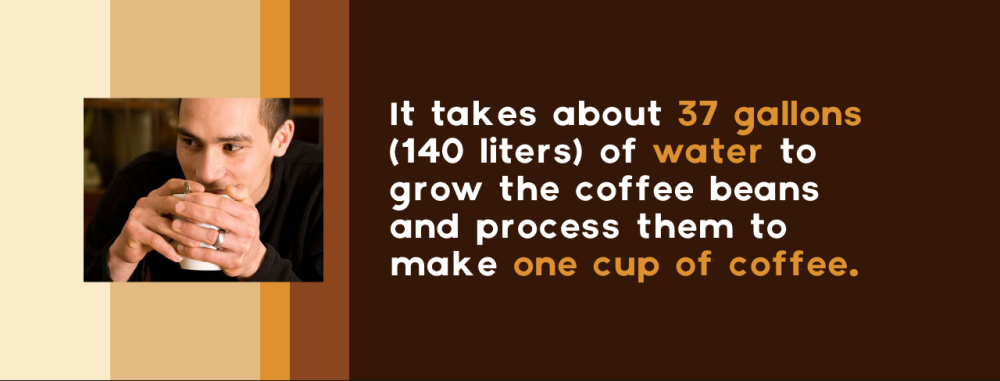 It takes about 37 gallons
(140 liters) of water to
grow the coffee beans
and process them to
make one cup of coffee.